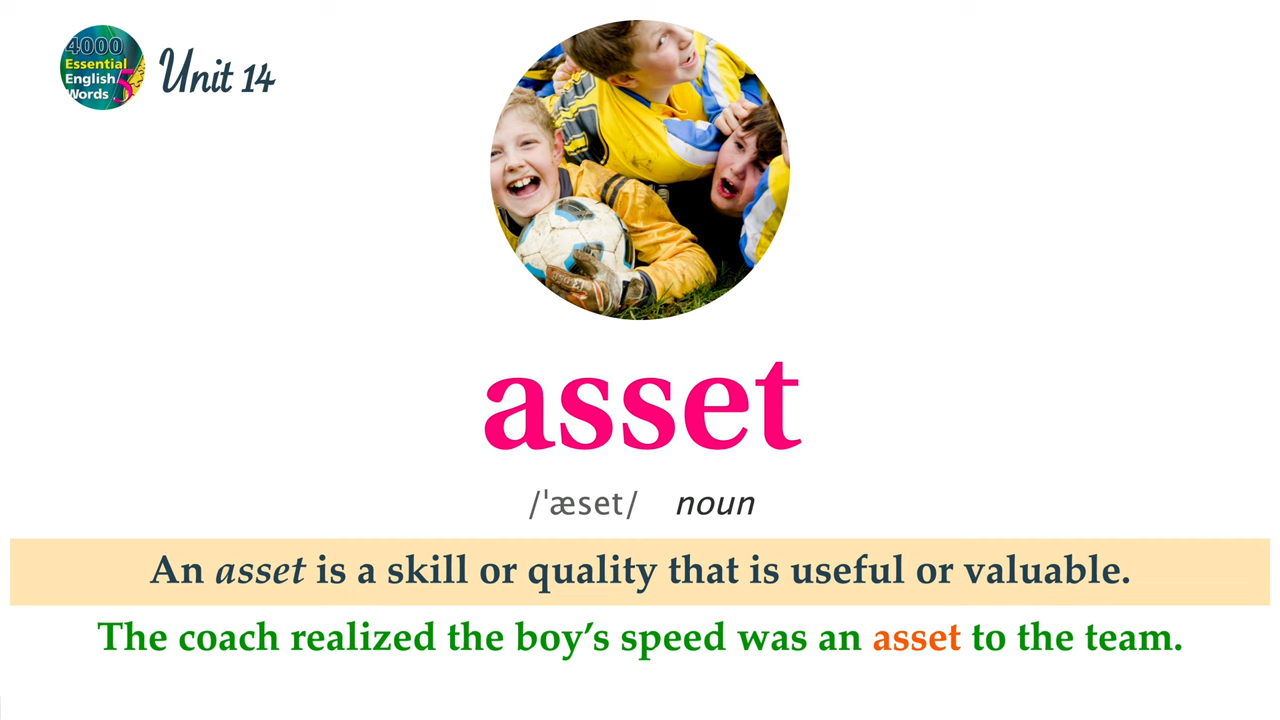 4000
Essential
English
Words 5
Unit 14
asset
/ˈæset/ noun
An asset is a skill or quality that is useful or valuable.
The coach realized the boy’s speed was an asset to the team.